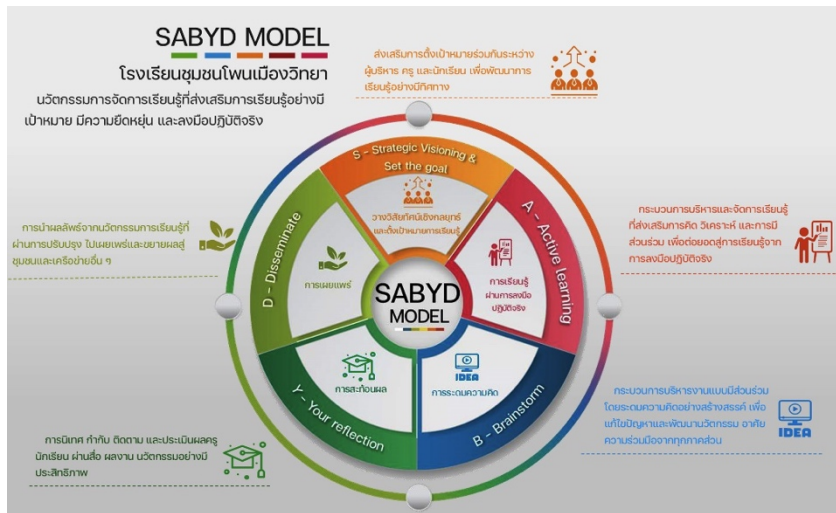 SABYD MODEL
โรงเรียนชุมชนโพนเมืองวิทยา
นวัตกรรมการจัดการเรียนรู้ที่ส่งเสริมการเรียนรู้อย่างมี
เป้าหมาย มีความยืดหยุ่น และลงมือปฏิบัติจริง
ส่งเสริมการตั้งเป้าหมายร่วมกันระหว่าง
ผู้บริหาร ครู และนักเรียน เพื่อพัฒนาการ
เรียนรู้อย่างมีทิศทาง
S - Strategic Visioning &
Set the goal
วางวิสัยทัศน์เชิงกลยุทธ์
และตั้งเป้าหมายการเรียนรู้
A - Active learning
การเรียนรู้
ผ่านการลงมือ
ปฏิบัติจริง
กระบวนการบริหารและจัดการเรียนรู้
ที่ส่งเสริมการคิด วิเคราะห์ และการมี
ส่วนร่วม เพื่อต่อยอดสู่การเรียนรู้จาก
การลงมือปฏิบัติจริง
B - Brainstorm
IDEA
การระดมความคิด
กระบวนการบริหารงานแบบมีส่วนร่วม
โดยระดมความคิดอย่างสร้างสรรค์ เพื่อ
แก้ไขปัญหาและพัฒนานวัตกรรม อาศัย
ความร่วมมือจากทุกภาคส่วน
IDEA
Y - Your reflection
การสะท้อนผล
การนิเทศ กำกับ ติดตาม และประเมินผลครู
นักเรียน ผ่านสื่อ ผลงาน นวัตกรรมอย่างมี
ประสิทธิภาพ
D - Disseminate
การเผยแพร่
การนำผลลัพธ์จากนวัตกรรมการเรียนรู้ที่
ผ่านการปรับปรุง ไปเผยแพร่และขยายผลสู่
ชุมชนและเครือข่ายอื่น ๆ
SABYD
MODEL